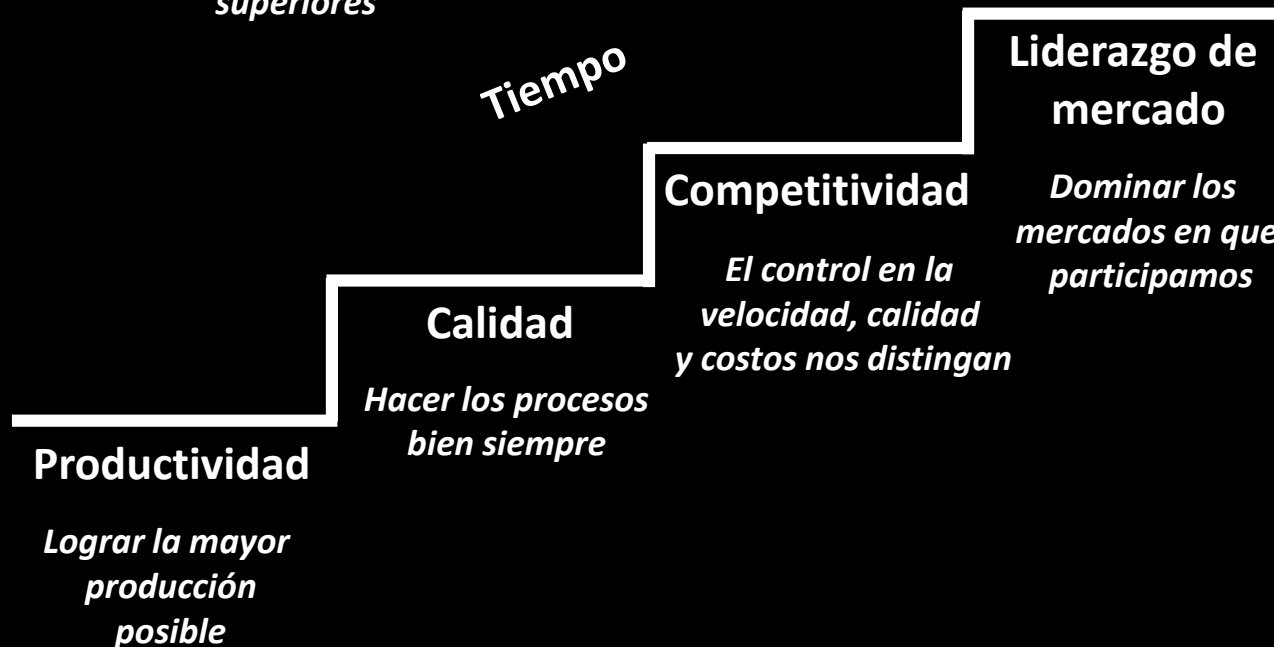 superiores
Tiempo
Liderazgo de
mercado
Dominar los
mercados en que
participamos
Competitividad
El control en la
velocidad, calidad
y costos nos distingan
Calidad
Hacer los procesos
bien siempre
Productividad
Lograr la mayor
producción
posible